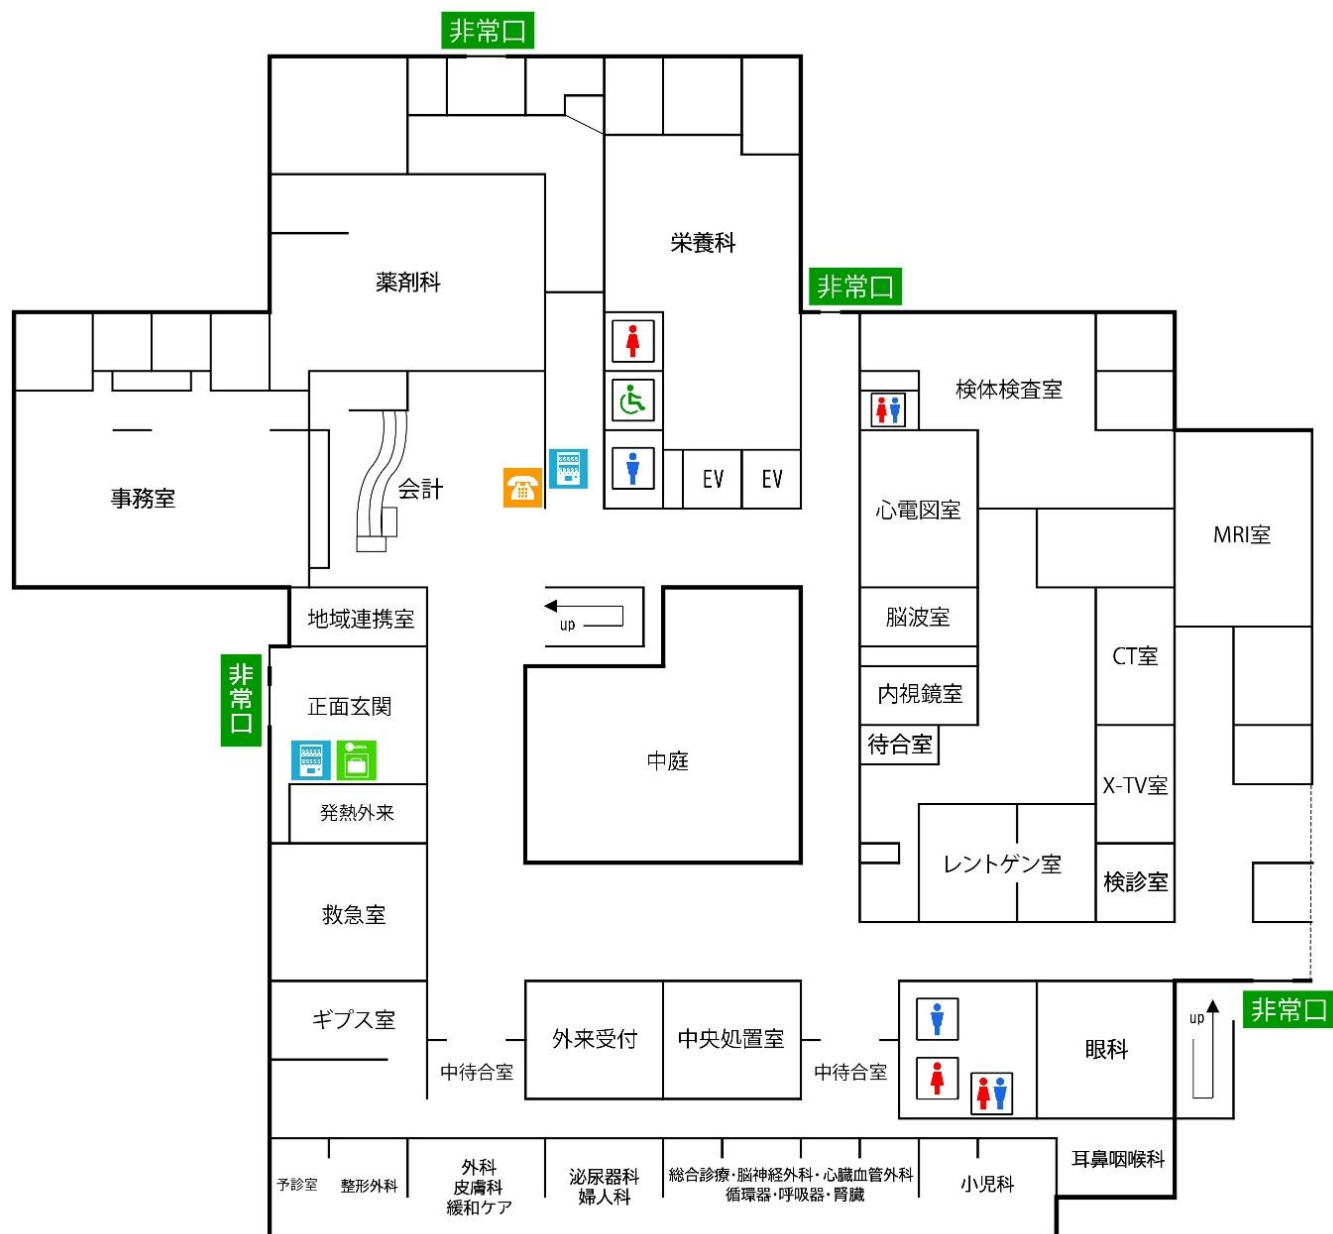 非常口
栄養科
薬剤科
非常口
検体検査室
事務室
会計
EV
EV
心電図室
MRI室
地域連携室
up
脳波室
CT室
非常口
正面玄関
内視鏡室
待合室
中庭
X-TV室
発熱外来
レントゲン室
検診室
救急室
ギプス室
外来受付
中央処置室
眼科
up
非常口
中待合室
中待合室
予診室
整形外科
外科
皮膚科
緩和ケア
泌尿器科
婦人科
総合診療・脳神経外科・心臓血管外科
循環器・呼吸器・腎臓
小児科
耳鼻咽喉科